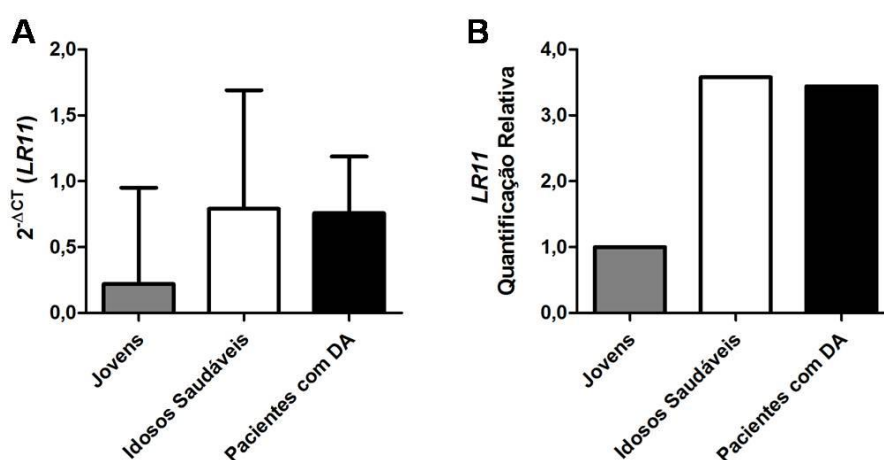 A
2,0
1,5
1,0
0,5
0,0
2^-ΔCT (LR11)
Jovens
Idosos Saudáveis
Pacientes com DA
B
4,0
3,0
2,0
1,0
0,0
LR11
Quantificação Relativa
Jovens
Idosos Saudáveis
Pacientes com DA